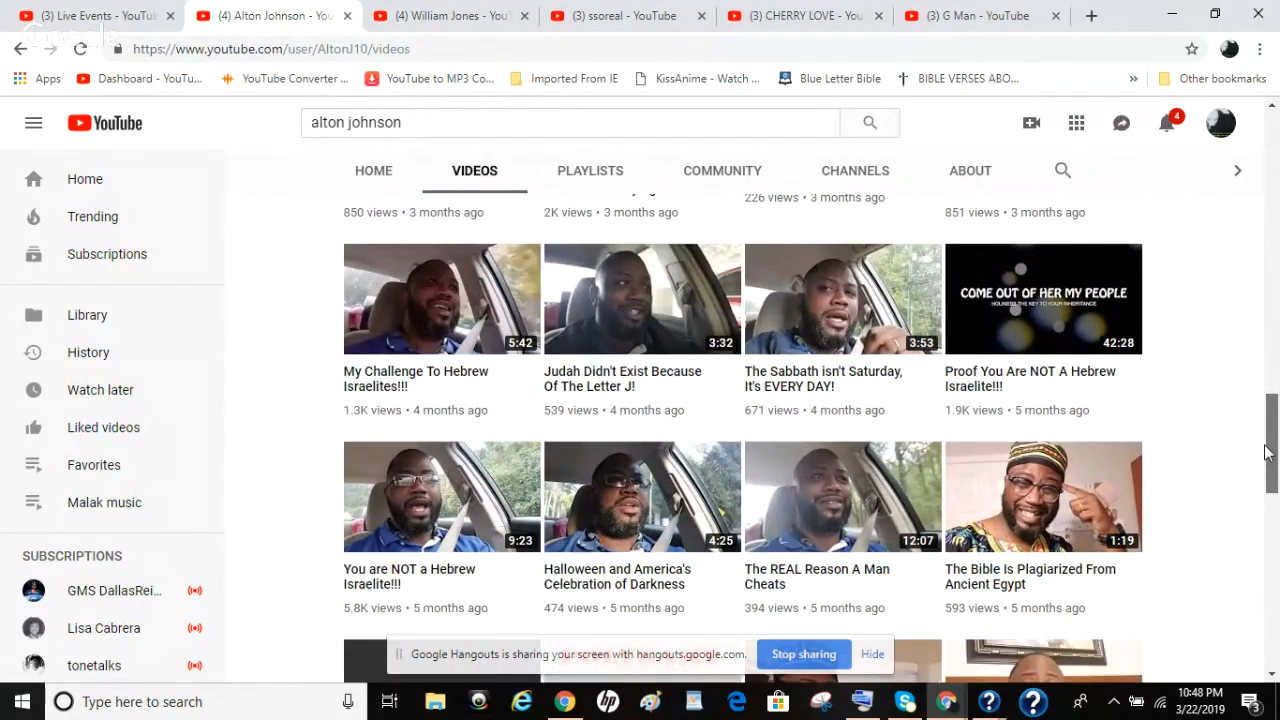 (4) Live Events - YouTub
(4) Alton Johnson - YouTube
(4) William Jones - YouTube
(3) ssoreal - YouTube
(3) CHERRY LOVE - You
(3) G Man - YouTube
Google
https://www.youtube.com/user/AltonJ10/videos
Apps
Dashboard - YouTu...
YouTube Converter ...
YouTube to MP3 Co...
Imported From IE
KissAnime - Watch ...
Blue Letter Bible
BIBLE VERSES ABO...
»
Other bookmarks
YouTube
alton johnson
4
HOME
VIDEOS
PLAYLISTS
COMMUNITY
CHANNELS
ABOUT
Home
Trending
Subscriptions
Library
History
Watch later
Liked videos
Favorites
Malak music
SUBSCRIPTIONS
GMS DallasRei...
Lisa Cabrera
tonetalks
850 views • 3 months ago
2K views • 3 months ago
226 views • 3 months ago
851 views • 3 months ago
5:42
3:32
3:53
COME OUT OF HER MY PEOPLE
HOLINESS THE KEY TO YOUR INHERITANCE
42:28
My Challenge To Hebrew
Israelites!!!
1.3K views • 4 months ago
Judah Didn't Exist Because
Of The Letter J!
539 views • 4 months ago
The Sabbath isn't Saturday,
It's EVERY DAY!
671 views • 4 months ago
Proof You Are NOT A Hebrew
Israelite!!!
1.9K views • 5 months ago
9:23
4:25
12:07
1:19
You are NOT a Hebrew
Israelite!!!
5.8K views • 5 months ago
Halloween and America's
Celebration of Darkness
474 views • 5 months ago
The REAL Reason A Man
Cheats
394 views • 5 months ago
The Bible Is Plagiarized From
Ancient Egypt
593 views • 5 months ago
Google Hangouts is sharing your screen with hangouts.google.com.
Stop sharing
Hide
Type here to search
10:48 PM
3/22/2019
3